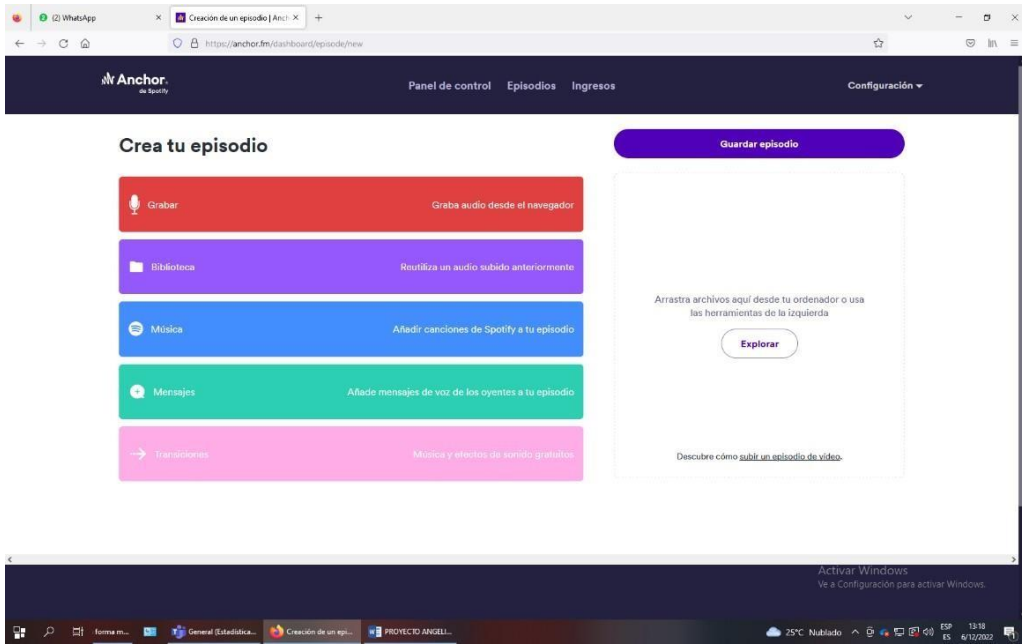 (2) WhatsApp
Creación de un episodio | Anch
https://anchor.fm/dashboard/episode/new
Anchor.
de Spotify
Panel de control Episodios Ingresos
Configuración
Crea tu episodio
Guardar episodio
Grabar Graba audio desde el navegador
Biblioteca Reutiliza un audio subido anteriormente
Música Añadir canciones de Spotify a tu episodio
Mensajes Añade mensajes de voz de los oyentes a tu episodio
Transiciones Música y efectos de sonido gratuitos
Arrastra archivos aquí desde tu ordenador o usa
las herramientas de la izquierda
Explorar
Descubre cómo subir un episodio de vídeo.
Activar Windows
Ve a Configuración para activar Windows.
forma m... General (Estadística... Creación de un epi... PROYECTO ANGELI...
25°C Nublado
ESP
ES
13:18
6/12/2022